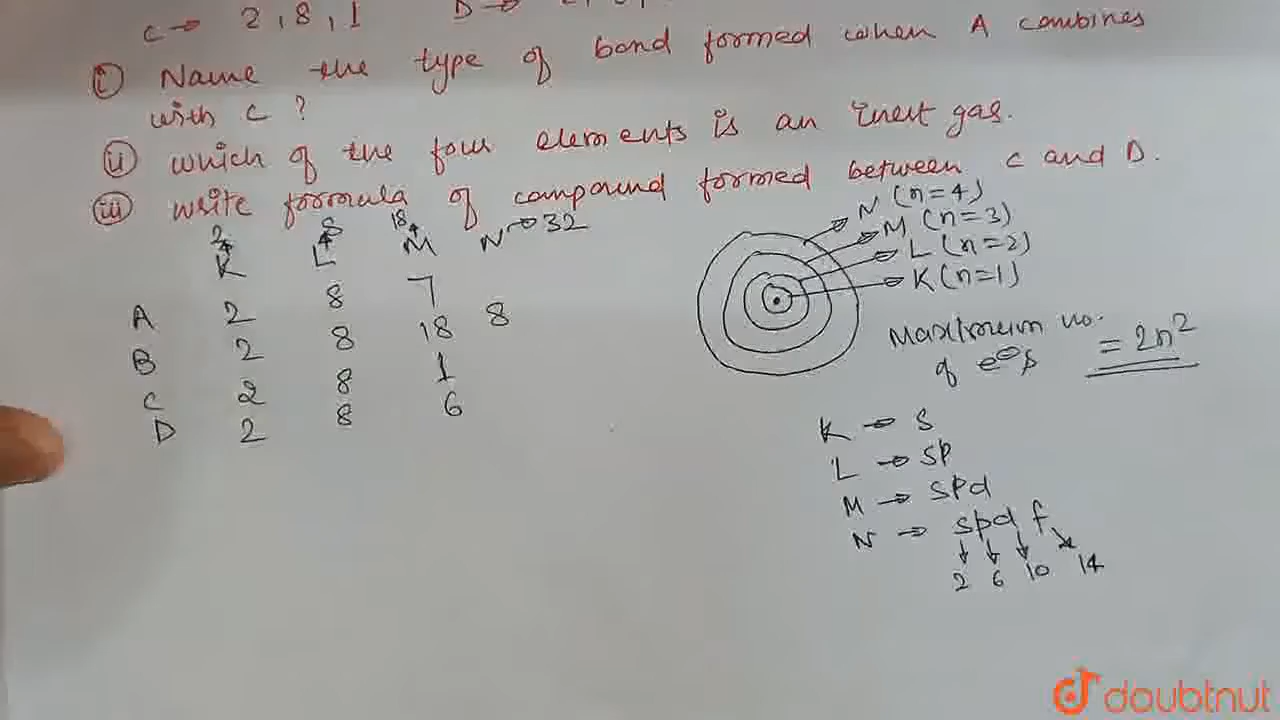 C → 2, 8, 1 D →
(i) Name the type of bond formed when A combines
with C ?
(ii) which of the four elements is an inert gas.
(iii) write formula of compound formed between C and D.
2 8 18 N → 32
K L M
A 2 8 7
B 2 8 18 8
C 2 8 1
D 2 8 6
N (n=4)
M (n=3)
L (n=2)
K (n=1)
Maximum no.
of e⊖s = 2n²
K → s
L → sp
M → spd
N → spd f
2 6 10 14
doubtnut